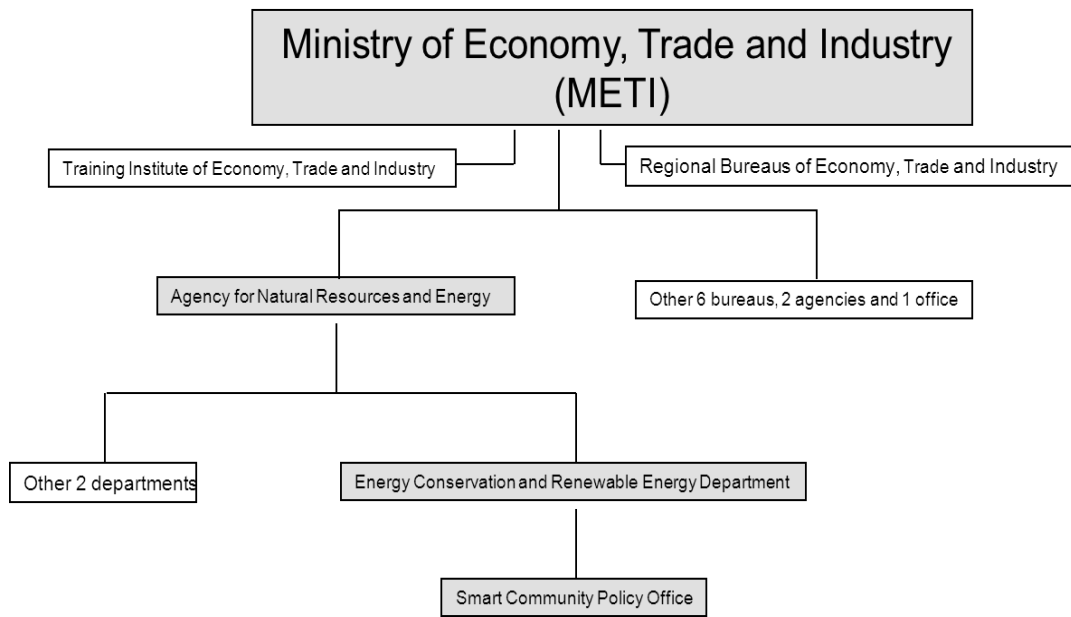 Ministry of Economy, Trade and Industry
(METI)
Training Institute of Economy, Trade and Industry
Regional Bureaus of Economy, Trade and Industry
Agency for Natural Resources and Energy
Other 6 bureaus, 2 agencies and 1 office
Other 2 departments
Energy Conservation and Renewable Energy Department
Smart Community Policy Office